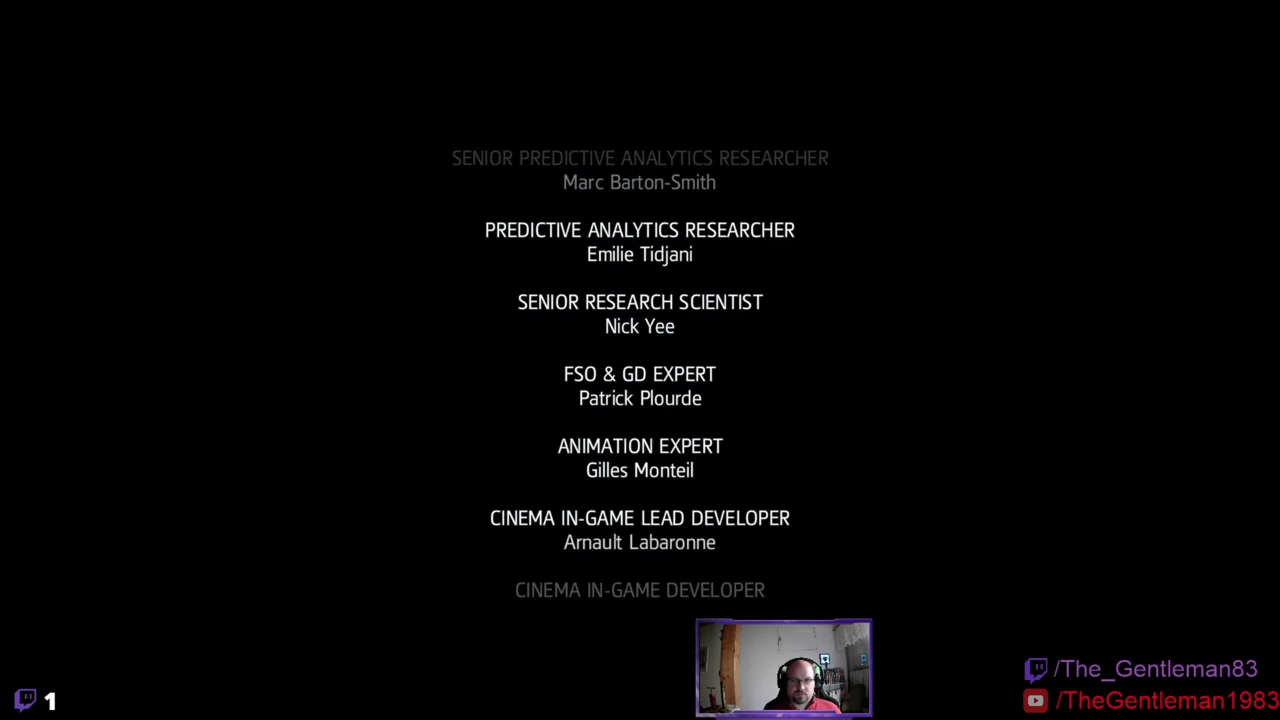 SENIOR PREDICTIVE ANALYTICS RESEARCHER
Marc Barton-Smith
PREDICTIVE ANALYTICS RESEARCHER
Emilie Tidjani
SENIOR RESEARCH SCIENTIST
Nick Yee
FSO & GD EXPERT
Patrick Plourde
ANIMATION EXPERT
Gilles Monteil
CINEMA IN-GAME LEAD DEVELOPER
Arnault Labaronne
CINEMA IN-GAME DEVELOPER
/The_Gentleman83
/TheGentleman1983
1